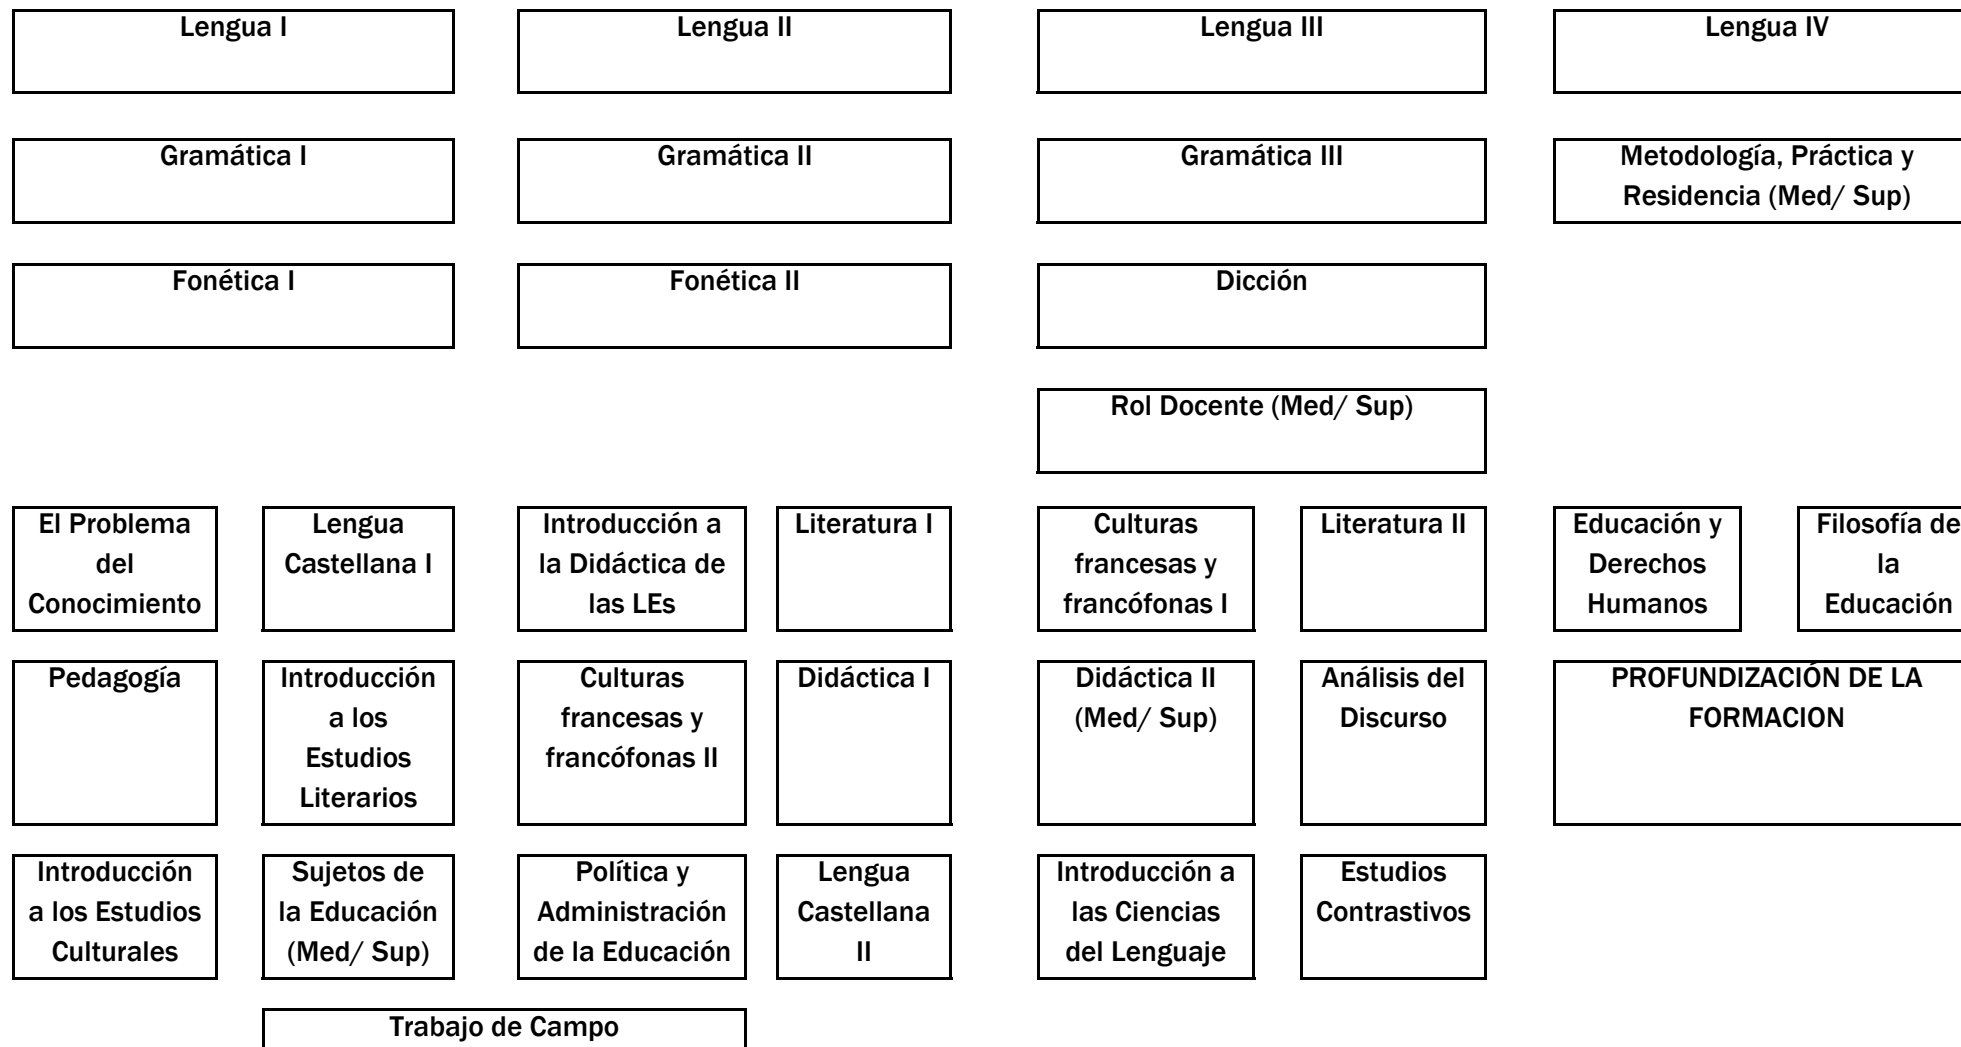 Lengua I
Lengua II
Lengua III
Lengua IV
Gramática I
Gramática II
Gramática III
Metodología, Práctica y
Residencia (Med/ Sup)
Fonética I
Fonética II
Dicción
Rol Docente (Med/ Sup)
El Problema
del
Conocimiento
Lengua
Castellana I
Introducción a
la Didáctica de
las LEs
Literatura I
Culturas
francesas y
francófonas I
Literatura II
Educación y
Derechos
Humanos
Filosofía de
la
Educación
Pedagogía
Introducción
a los
Estudios
Literarios
Culturas
francesas y
francófonas II
Didáctica I
Didáctica II
(Med/ Sup)
Análisis del
Discurso
PROFUNDIZACIÓN DE LA
FORMACION
Introducción
a los Estudios
Culturales
Sujetos de
la Educación
(Med/ Sup)
Política y
Administración
de la Educación
Lengua
Castellana
II
Introducción a
las Ciencias
del Lenguaje
Estudios
Contrastivos
Trabajo de Campo